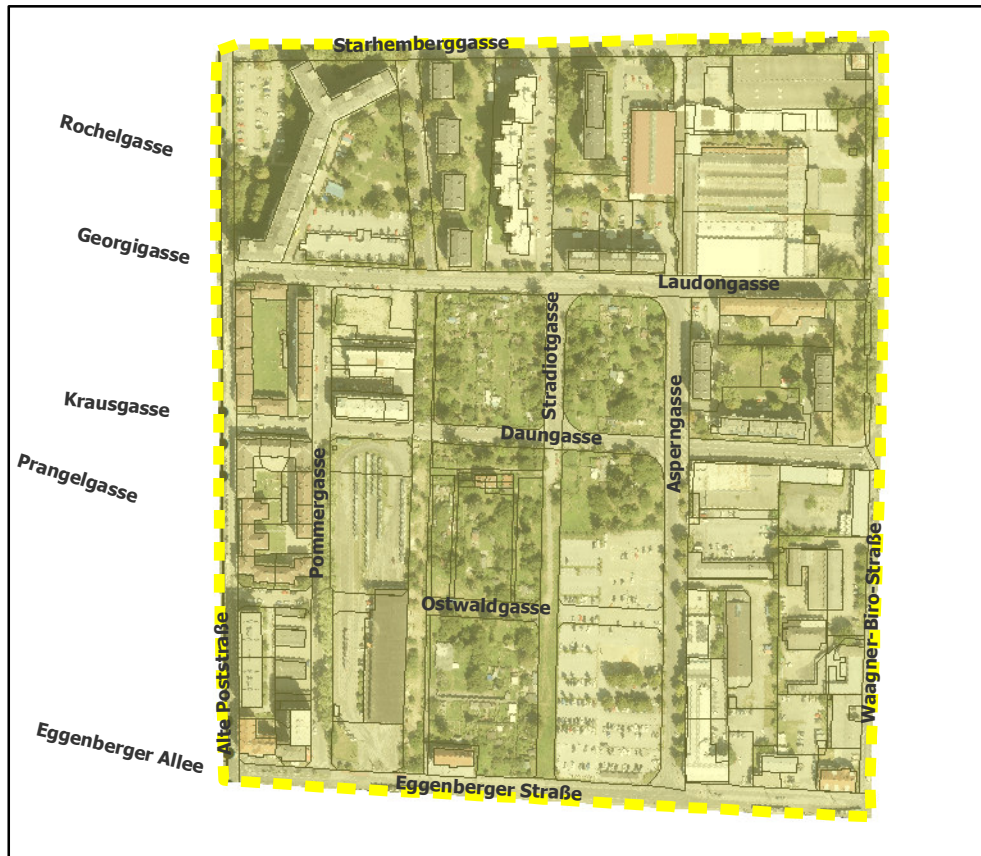 Starhemberggasse
Rochelgasse
Georgigasse
Laudongasse
Stradiotgasse
Krausgasse
Asperngasse
Daungasse
Prangelgasse
Pommergasse
Waagner-Biro-Straße
Ostwaldgasse
Alte Poststraße
Eggenberger Allee
Eggenberger Straße